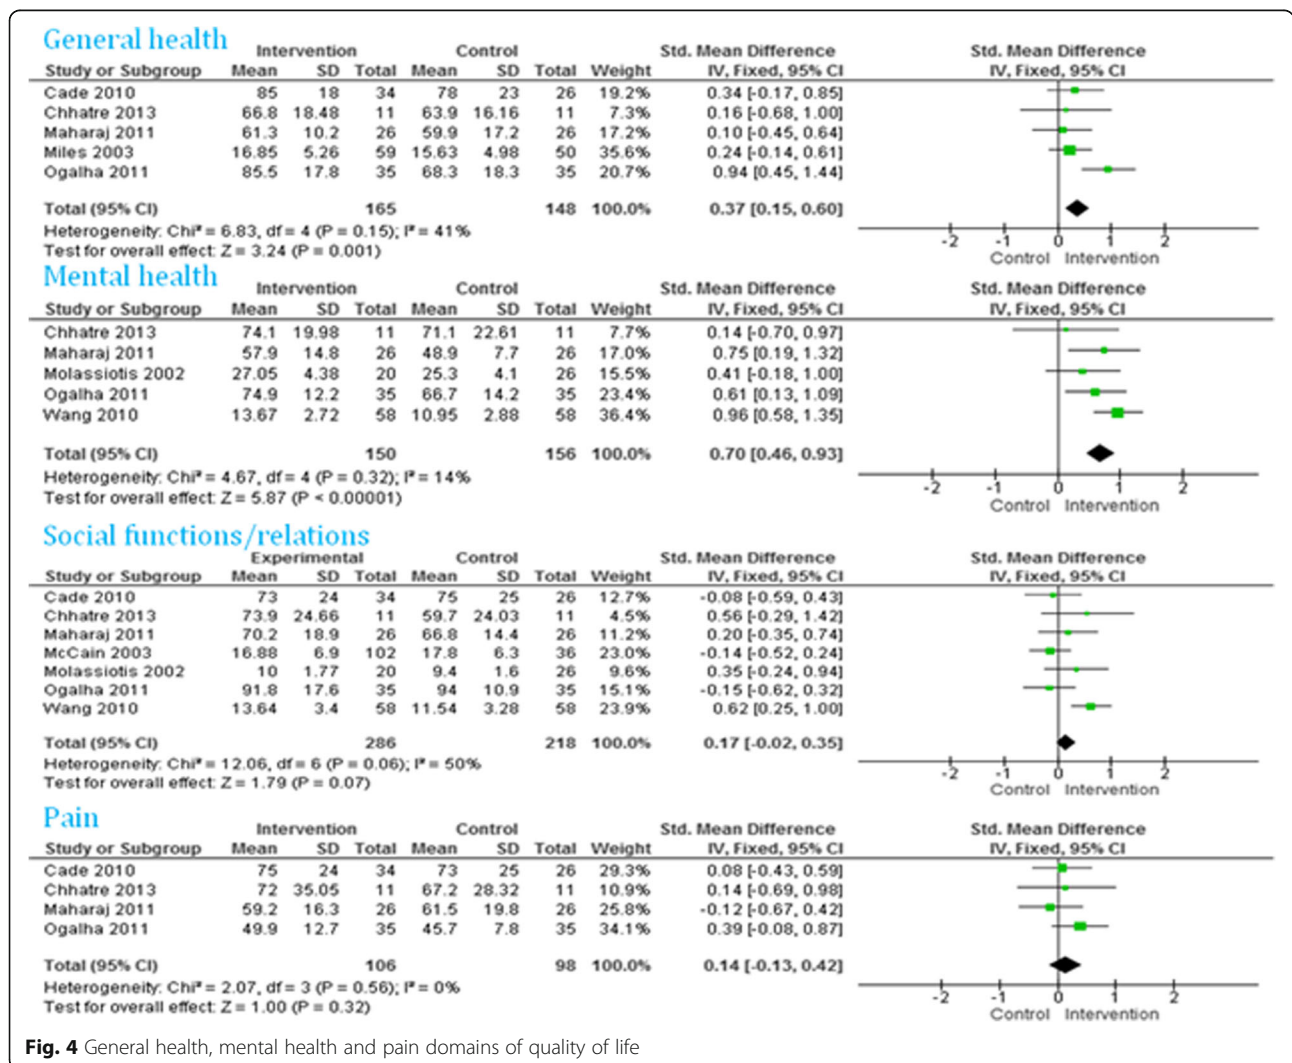 General health
Intervention Control Std. Mean Difference Std. Mean Difference
Study or Subgroup Mean SD Total Mean SD Total Weight IV, Fixed, 95% CI IV, Fixed, 95% CI
Cade 2010 85 18 34 78 23 26 19.2% 0.34 [-0.17, 0.85]
Chhatre 2013 66.8 18.48 11 63.9 16.16 11 7.3% 0.16 [-0.68, 1.00]
Maharaj 2011 61.3 10.2 26 59.9 17.2 26 17.2% 0.10 [-0.45, 0.64]
Miles 2003 16.85 5.26 59 15.63 4.98 50 35.6% 0.24 [-0.14, 0.61]
Ogalha 2011 85.5 17.8 35 68.3 18.3 35 20.7% 0.94 [0.45, 1.44]
Total (95% CI) 165 148 100.0% 0.37 [0.15, 0.60]
Heterogeneity: Chi² = 6.83, df = 4 (P = 0.15); I² = 41%
Test for overall effect: Z = 3.24 (P = 0.001)
-2 -1 0 1 2
Control Intervention
Mental health
Intervention Control Std. Mean Difference Std. Mean Difference
Study or Subgroup Mean SD Total Mean SD Total Weight IV, Fixed, 95% CI IV, Fixed, 95% CI
Chhatre 2013 74.1 19.98 11 71.1 22.61 11 7.7% 0.14 [-0.70, 0.97]
Maharaj 2011 57.9 14.8 26 48.9 7.7 26 17.0% 0.75 [0.19, 1.32]
Molassiotis 2002 27.05 4.38 20 25.3 4.1 26 15.5% 0.41 [-0.18, 1.00]
Ogalha 2011 74.9 12.2 35 66.7 14.2 35 23.4% 0.61 [0.13, 1.09]
Wang 2010 13.67 2.72 58 10.95 2.88 58 36.4% 0.96 [0.58, 1.35]
Total (95% CI) 150 156 100.0% 0.70 [0.46, 0.93]
Heterogeneity: Chi² = 4.67, df = 4 (P = 0.32); I² = 14%
Test for overall effect: Z = 5.87 (P < 0.00001)
-2 -1 0 1 2
Control Intervention
Social functions/relations
Experimental Control Std. Mean Difference Std. Mean Difference
Study or Subgroup Mean SD Total Mean SD Total Weight IV, Fixed, 95% CI IV, Fixed, 95% CI
Cade 2010 73 24 34 75 25 26 12.7% -0.08 [-0.59, 0.43]
Chhatre 2013 73.9 24.66 11 59.7 24.03 11 4.5% 0.56 [-0.29, 1.42]
Maharaj 2011 70.2 18.9 26 66.8 14.4 26 11.2% 0.20 [-0.35, 0.74]
McCain 2003 16.88 6.9 102 17.8 6.3 36 23.0% -0.14 [-0.52, 0.24]
Molassiotis 2002 10 1.77 20 9.4 1.6 26 9.6% 0.35 [-0.24, 0.94]
Ogalha 2011 91.8 17.6 35 94 10.9 35 15.1% -0.15 [-0.62, 0.32]
Wang 2010 13.64 3.4 58 11.54 3.28 58 23.9% 0.62 [0.25, 1.00]
Total (95% CI) 286 218 100.0% 0.17 [-0.02, 0.35]
Heterogeneity: Chi² = 12.06, df = 6 (P = 0.06); I² = 50%
Test for overall effect: Z = 1.79 (P = 0.07)
-2 -1 0 1 2
Control Intervention
Pain
Intervention Control Std. Mean Difference Std. Mean Difference
Study or Subgroup Mean SD Total Mean SD Total Weight IV, Fixed, 95% CI IV, Fixed, 95% CI
Cade 2010 75 24 34 73 25 26 29.3% 0.08 [-0.43, 0.59]
Chhatre 2013 72 35.05 11 67.2 28.32 11 10.9% 0.14 [-0.69, 0.98]
Maharaj 2011 59.2 16.3 26 61.5 19.8 26 25.8% -0.12 [-0.67, 0.42]
Ogalha 2011 49.9 12.7 35 45.7 7.8 35 34.1% 0.39 [-0.08, 0.87]
Total (95% CI) 106 98 100.0% 0.14 [-0.13, 0.42]
Heterogeneity: Chi² = 2.07, df = 3 (P = 0.56); I² = 0%
Test for overall effect: Z = 1.00 (P = 0.32)
-2 -1 0 1 2
Control Intervention
Fig. 4 General health, mental health and pain domains of quality of life